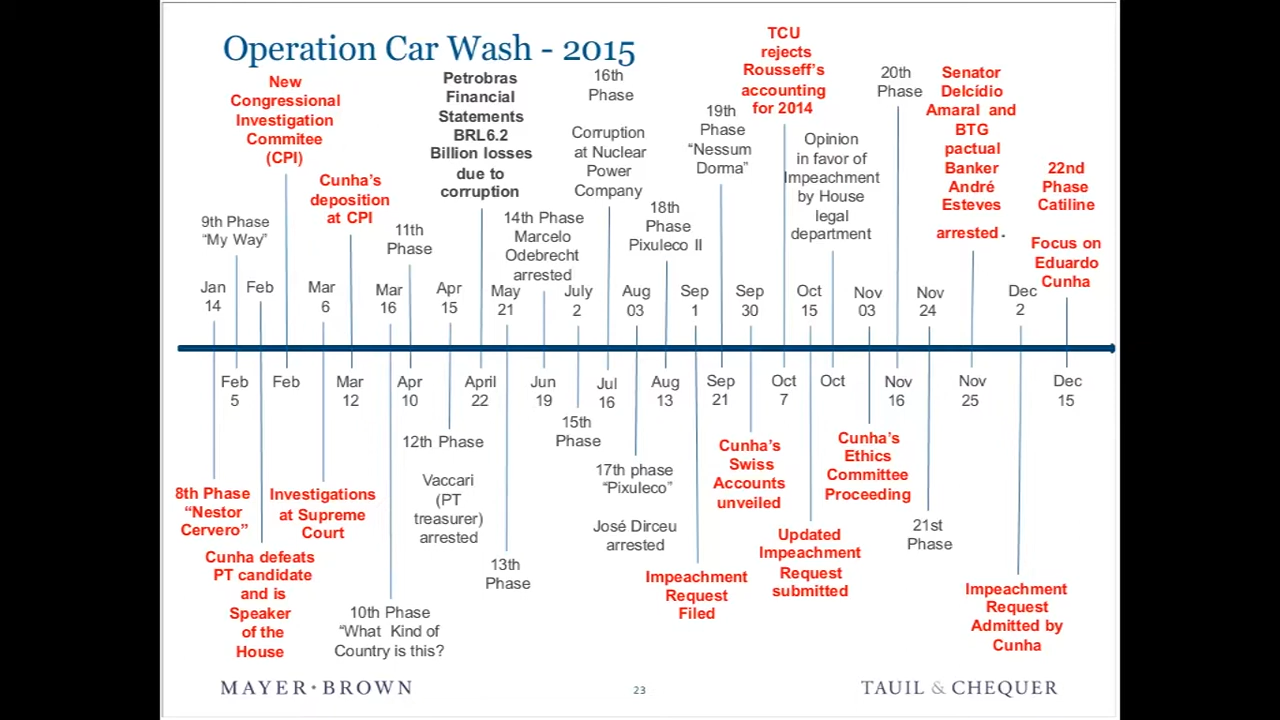 Operation Car Wash - 2015
New
Congressional
Investigation
Commitee
(CPI)
Cunha's
deposition
at CPI
9th Phase
“My Way”
11th
Phase
Petrobras
Financial
Statements
BRL6.2
Billion losses
due to
corruption
14th Phase
Marcelo
Odebrecht
arrested
16th
Phase
Corruption
at Nuclear
Power
Company
18th
Phase
Pixuleco II
19th
Phase
“Nessum
Dorma”
TCU
rejects
Rousseff's
accounting
for 2014
Opinion
in favor of
Impeachment
by House
legal
department
20th
Phase
Senator
Delcídio
Amaral and
BTG
pactual
Banker
André
Esteves
arrested.
22nd
Phase
Catiline
Focus on
Eduardo
Cunha
Jan
14
Feb
Mar
6
Mar
16
Apr
15
May
21
July
2
Aug
03
Sep
1
Sep
30
Oct
15
Nov
03
Nov
24
Dec
2
Feb
5
Feb
Mar
12
Apr
10
April
22
Jun
19
Jul
16
Aug
13
Sep
21
Oct
7
Oct
Nov
16
Nov
25
Dec
15
8th Phase
“Nestor
Cervero”
Cunha defeats
PT candidate
and is
Speaker
of the
House
Investigations
at Supreme
Court
10th Phase
“What Kind of
Country is this?
12th Phase
Vaccari
(PT
treasurer)
arrested
13th
Phase
15th
Phase
17th phase
“Pixuleco”
José Dirceu
arrested
Impeachment
Request
Filed
Cunha's
Swiss
Accounts
unveiled
Updated
Impeachment
Request
submitted
Cunha's
Ethics
Committee
Proceeding
21st
Phase
Impeachment
Request
Admitted by
Cunha
MAYER•BROWN
23
TAUIL & CHEQUER